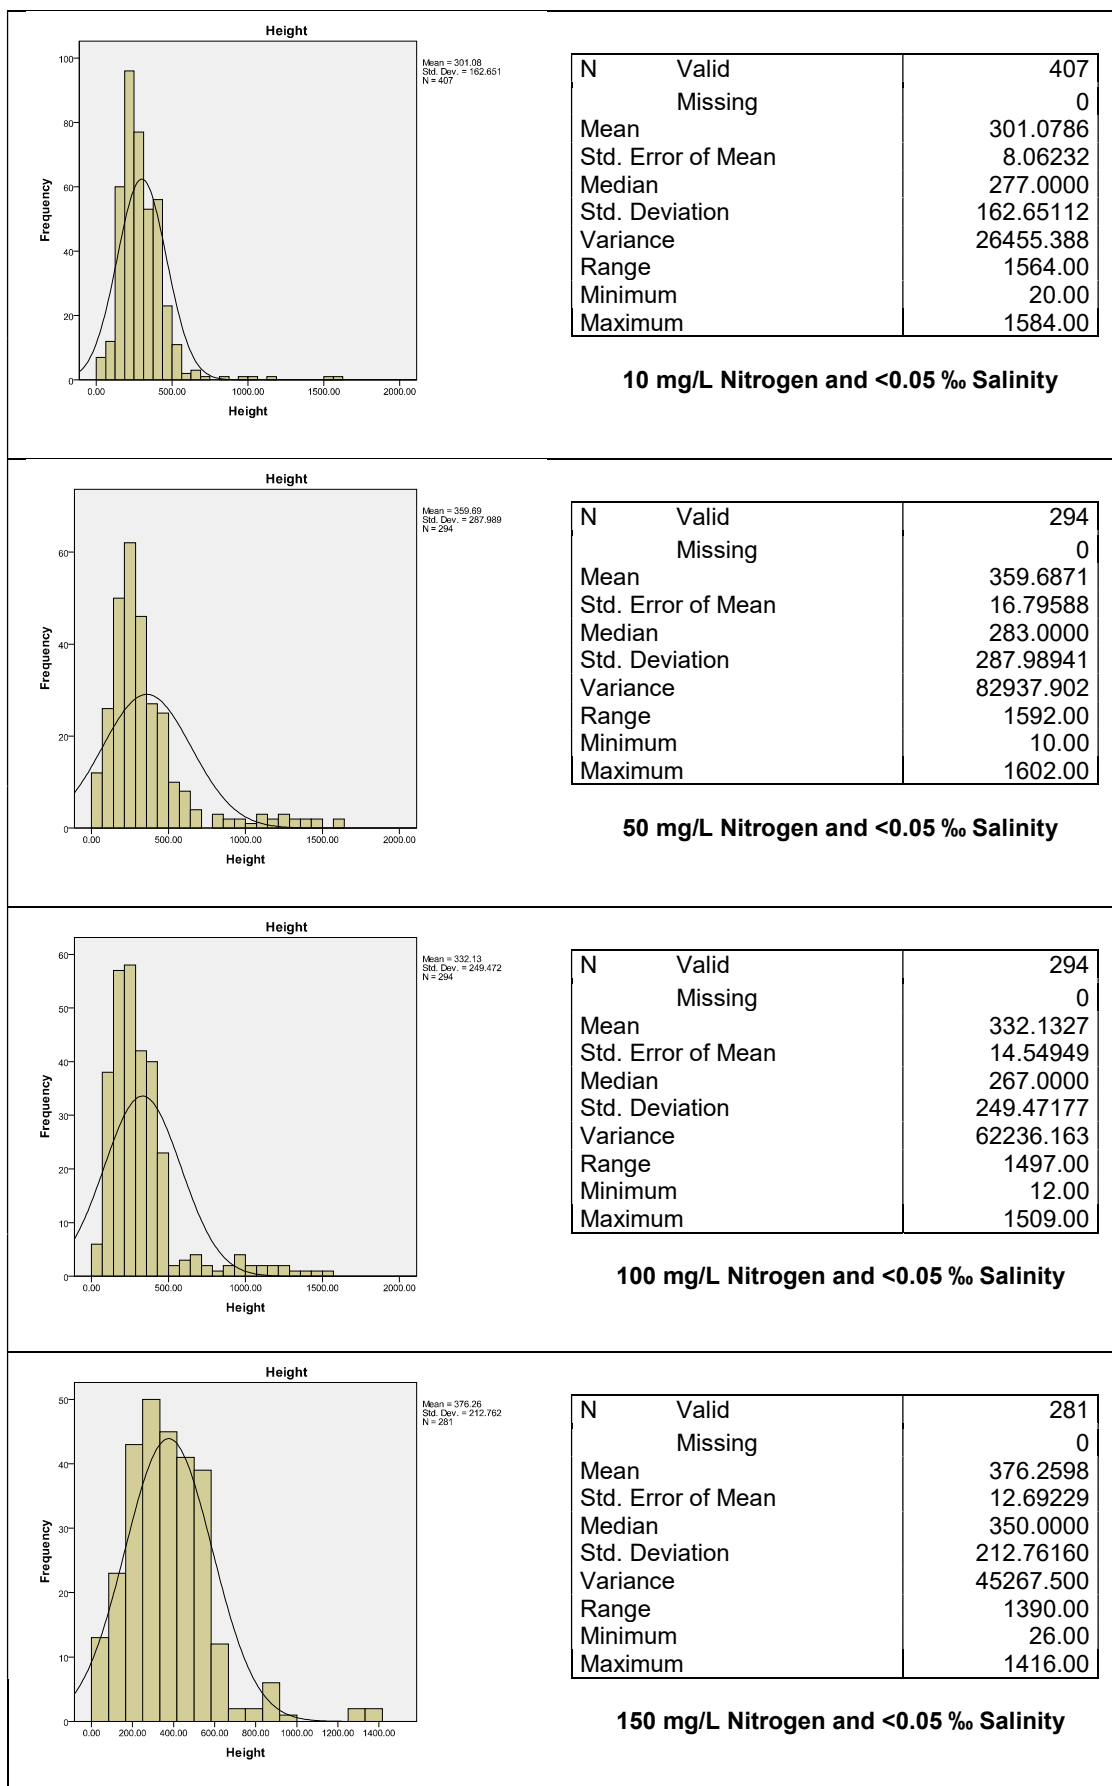 Height
Mean = 301.08
Std. Dev. = 162.651
N = 407
Frequency
100
80
60
40
20
0
0.00 500.00 1000.00 1500.00 2000.00
Height
N Valid 407
Missing 0
Mean 301.0786
Std. Error of Mean 8.06232
Median 277.0000
Std. Deviation 162.65112
Variance 26455.388
Range 1564.00
Minimum 20.00
Maximum 1584.00
10 mg/L Nitrogen and <0.05 ‰ Salinity
Height
Mean = 359.69
Std. Dev. = 287.989
N = 294
Frequency
60
40
20
0
0.00 500.00 1000.00 1500.00 2000.00
Height
N Valid 294
Missing 0
Mean 359.6871
Std. Error of Mean 16.79588
Median 283.0000
Std. Deviation 287.98941
Variance 82937.902
Range 1592.00
Minimum 10.00
Maximum 1602.00
50 mg/L Nitrogen and <0.05 ‰ Salinity
Height
Mean = 332.13
Std. Dev. = 249.472
N = 294
Frequency
60
50
40
30
20
10
0
0.00 500.00 1000.00 1500.00 2000.00
Height
N Valid 294
Missing 0
Mean 332.1327
Std. Error of Mean 14.54949
Median 267.0000
Std. Deviation 249.47177
Variance 62236.163
Range 1497.00
Minimum 12.00
Maximum 1509.00
100 mg/L Nitrogen and <0.05 ‰ Salinity
Height
Mean = 376.26
Std. Dev. = 212.762
N = 281
Frequency
50
40
30
20
10
0
0.00 200.00 400.00 600.00 800.00 1000.00 1200.00 1400.00
Height
N Valid 281
Missing 0
Mean 376.2598
Std. Error of Mean 12.69229
Median 350.0000
Std. Deviation 212.76160
Variance 45267.500
Range 1390.00
Minimum 26.00
Maximum 1416.00
150 mg/L Nitrogen and <0.05 ‰ Salinity